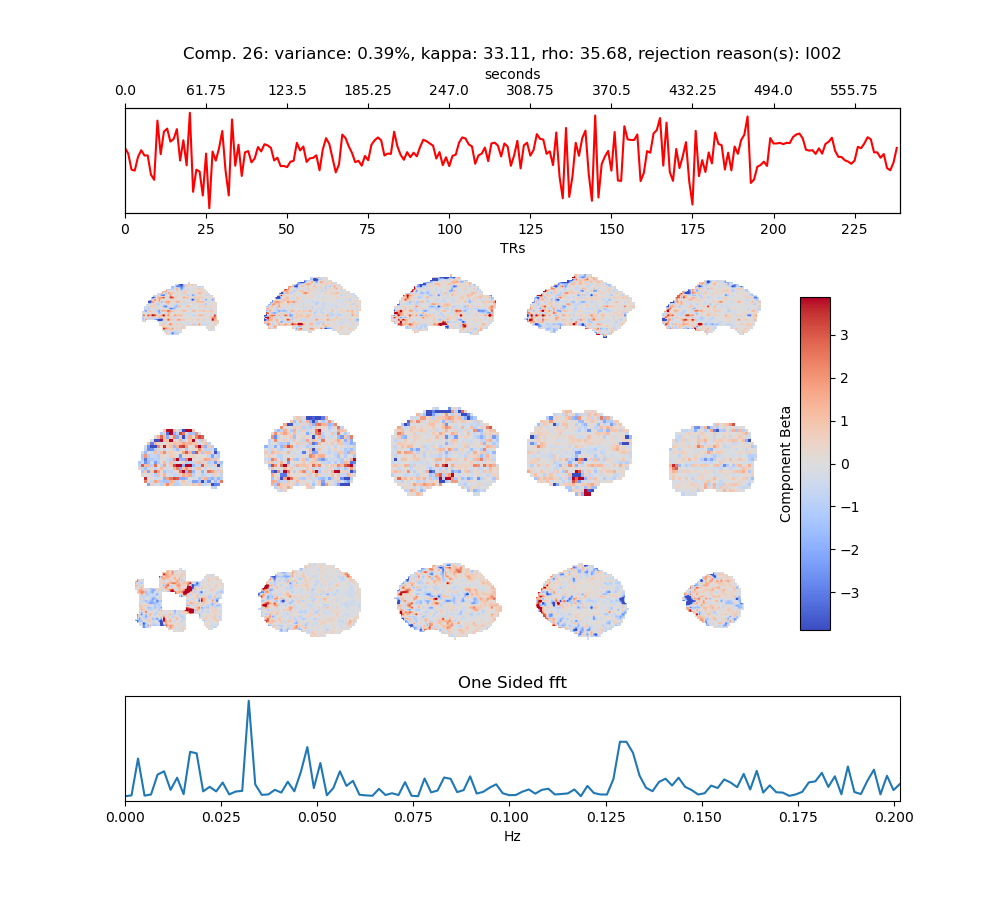 Comp. 26: variance: 0.39%, kappa: 33.11, rho: 35.68, rejection reason(s): I002
seconds
0.0 61.75 123.5 185.25 247.0 308.75 370.5 432.25 494.0 555.75
0 25 50 75 100 125 150 175 200 225
TRs
3
2
1
0
−1
−2
−3
Component Beta
One Sided fft
0.000 0.025 0.050 0.075 0.100 0.125 0.150 0.175 0.200
Hz